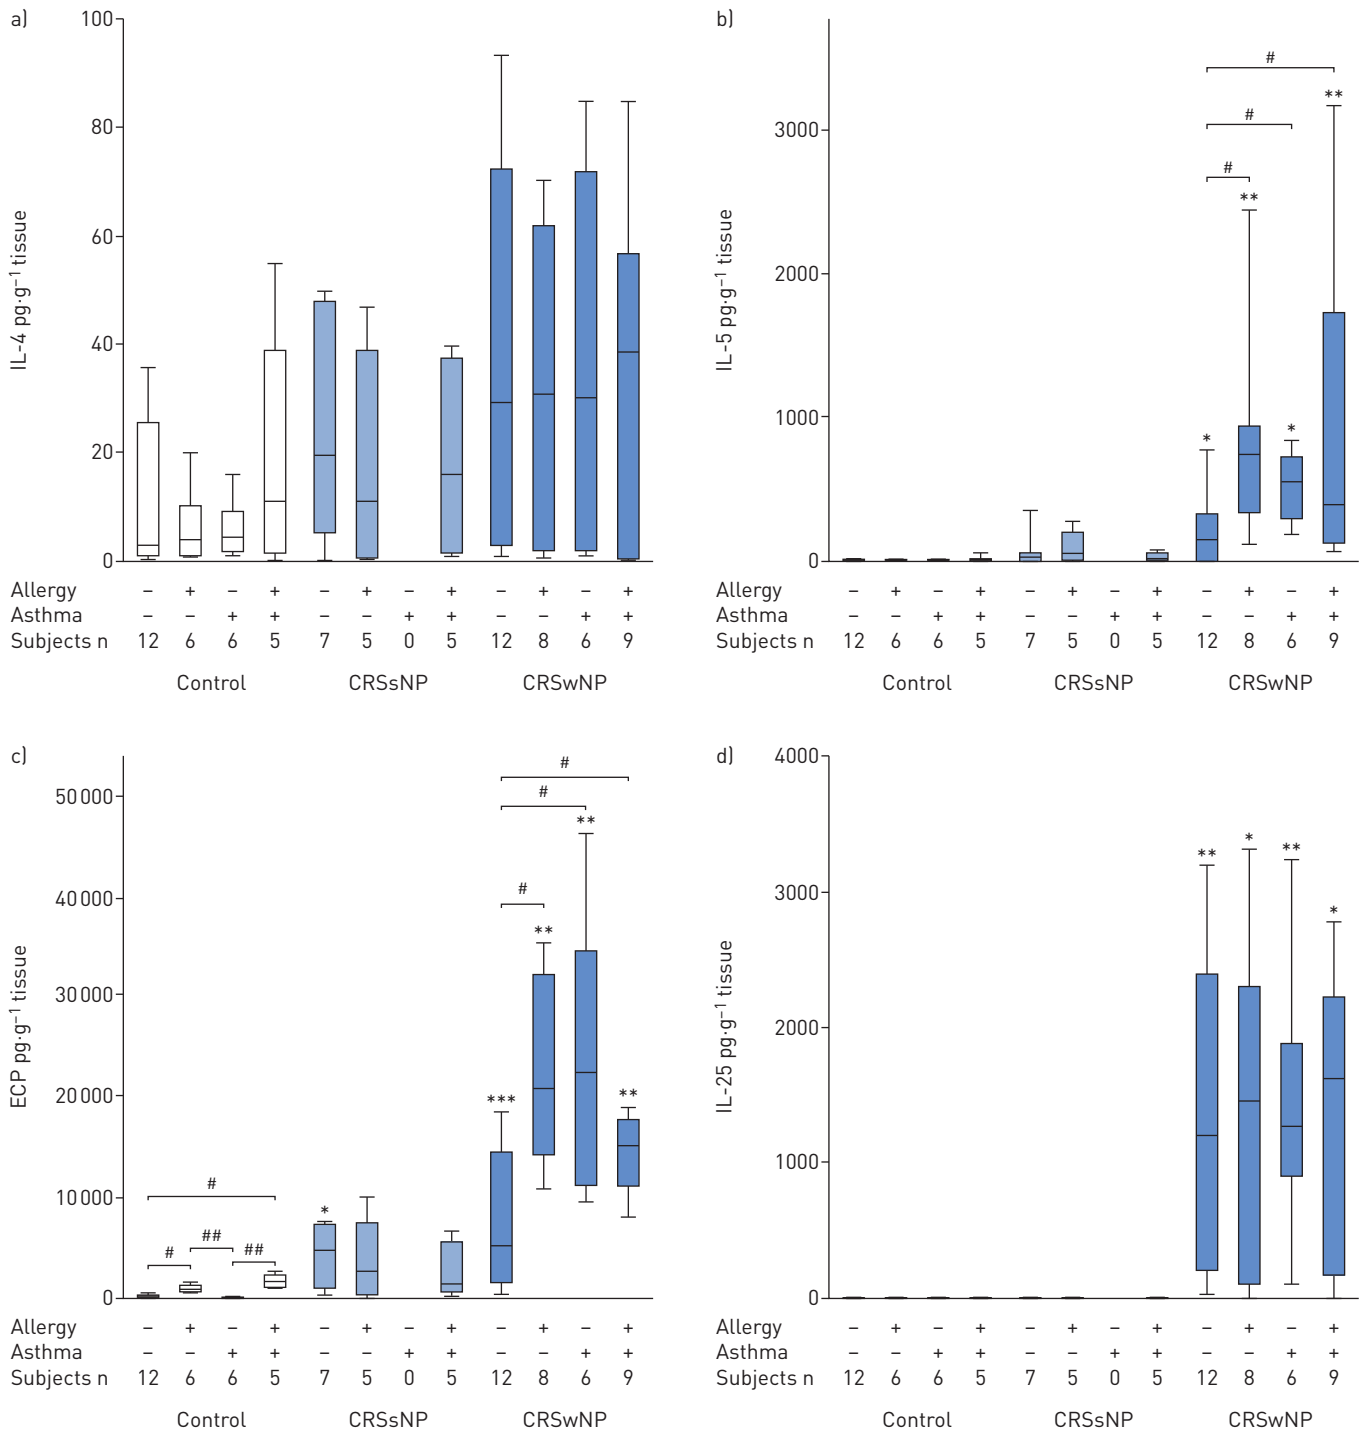 a)
100
80
60
40
20
0
IL-4 pg·g⁻¹ tissue
Allergy – + – + – + – + – + – +
Asthma – – + + – – + + – – + +
Subjects n 12 6 6 5 7 5 0 5 12 8 6 9
Control CRSsNP CRSwNP
b)
3000
2000
1000
0
IL-5 pg·g⁻¹ tissue
#
**
#
#
**
*
*
Allergy – + – + – + – + – + – +
Asthma – – + + – – + + – – + +
Subjects n 12 6 6 5 7 5 0 5 12 8 6 9
Control CRSsNP CRSwNP
c)
50 000
40 000
30 000
20 000
10 000
0
ECP pg·g⁻¹ tissue
#
#
**
#
**
***
**
#
*
#
##
##
Allergy – + – + – + – + – + – +
Asthma – – + + – – + + – – + +
Subjects n 12 6 6 5 7 5 0 5 12 8 6 9
Control CRSsNP CRSwNP
d)
4000
3000
2000
1000
0
IL-25 pg·g⁻¹ tissue
**
*
**
*
Allergy – + – + – + – + – + – +
Asthma – – + + – – + + – – + +
Subjects n 12 6 6 5 7 5 0 5 12 8 6 9
Control CRSsNP CRSwNP